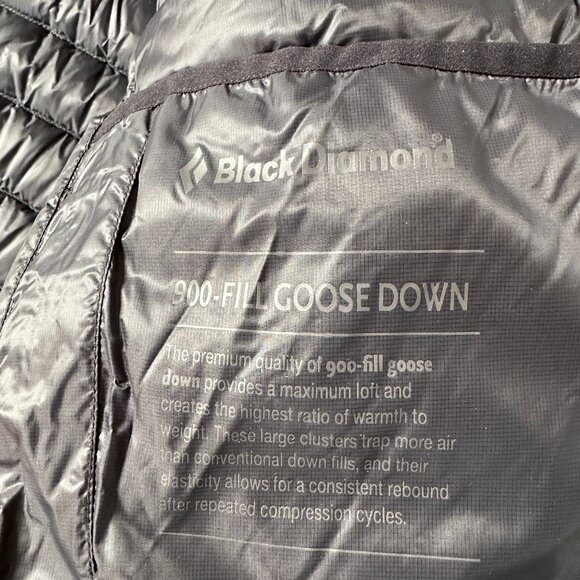 Black Diamond®
900-FILL GOOSE DOWN
The premium quality of 900-fill goose
down provides a maximum loft and
creates the highest ratio of warmth to
weight. These large clusters trap more air
than conventional down fills, and their
elasticity allows for a consistent rebound
after repeated compression cycles.